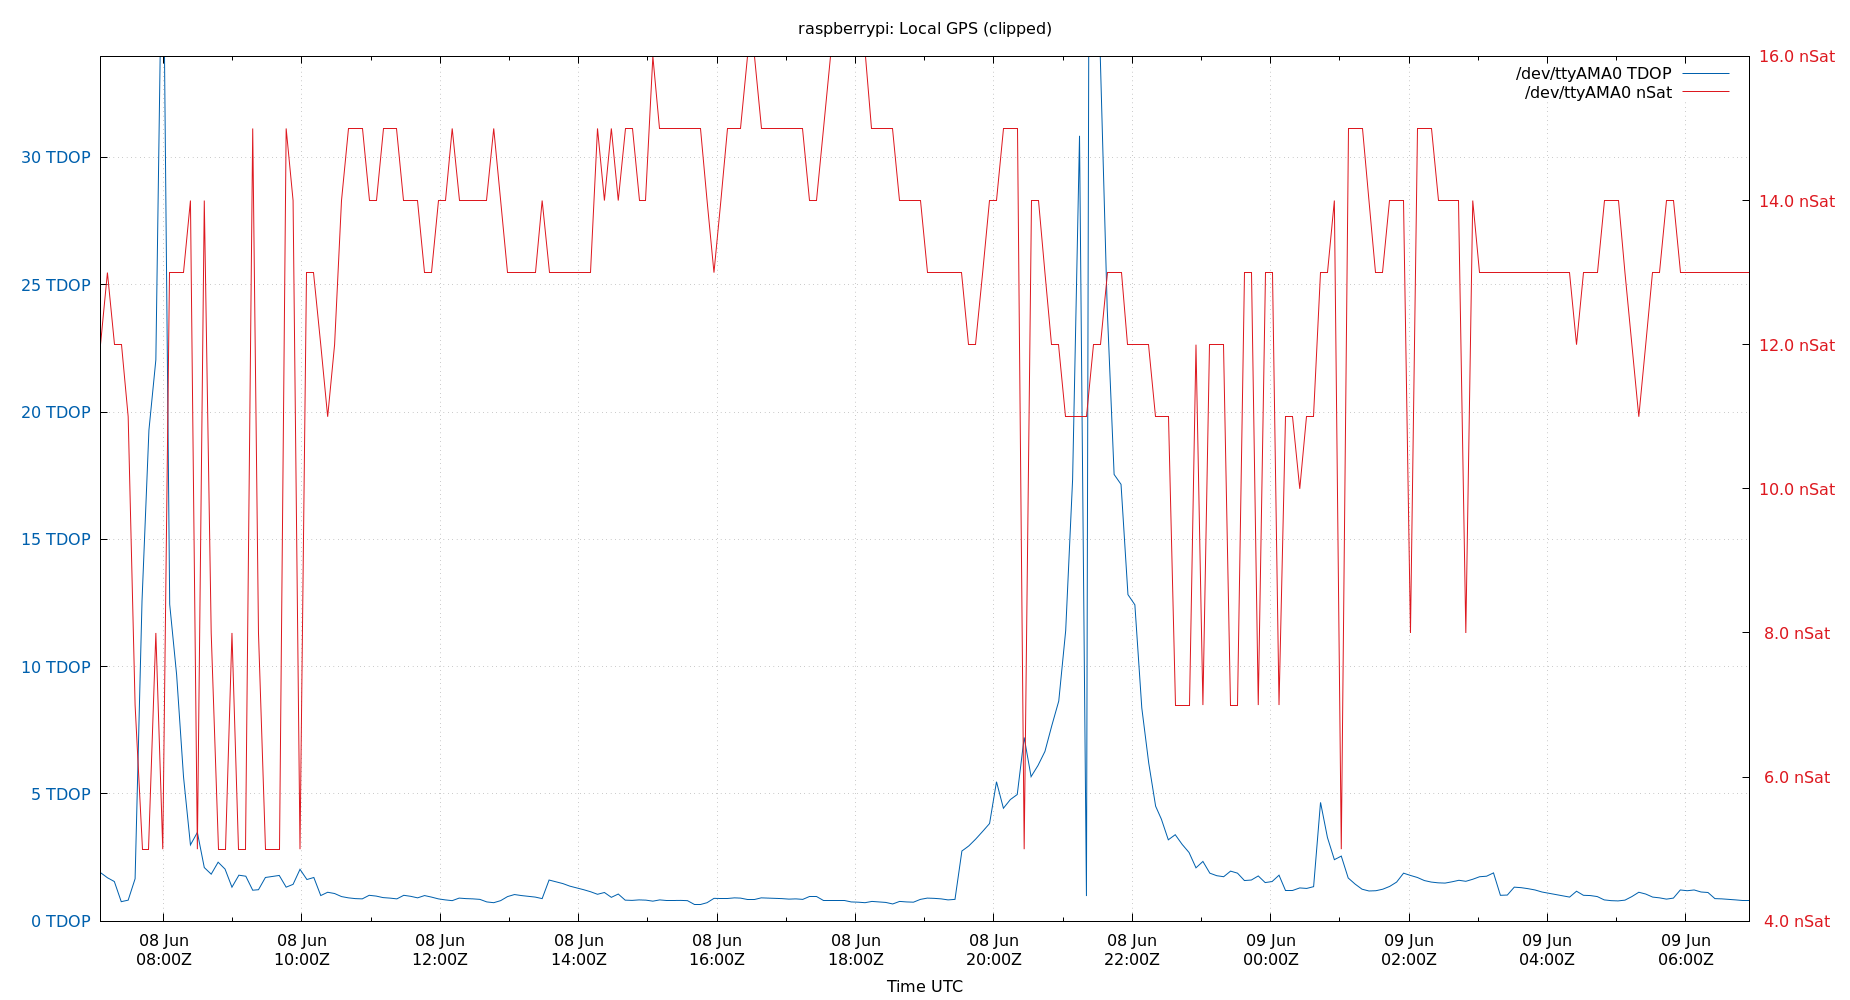 raspberrypi: Local GPS (clipped)
/dev/ttyAMA0 TDOP
/dev/ttyAMA0 nSat
30 TDOP
25 TDOP
20 TDOP
15 TDOP
10 TDOP
5 TDOP
0 TDOP
16.0 nSat
14.0 nSat
12.0 nSat
10.0 nSat
8.0 nSat
6.0 nSat
4.0 nSat
08 Jun
08:00Z
08 Jun
10:00Z
08 Jun
12:00Z
08 Jun
14:00Z
08 Jun
16:00Z
08 Jun
18:00Z
08 Jun
20:00Z
08 Jun
22:00Z
09 Jun
00:00Z
09 Jun
02:00Z
09 Jun
04:00Z
09 Jun
06:00Z
Time UTC